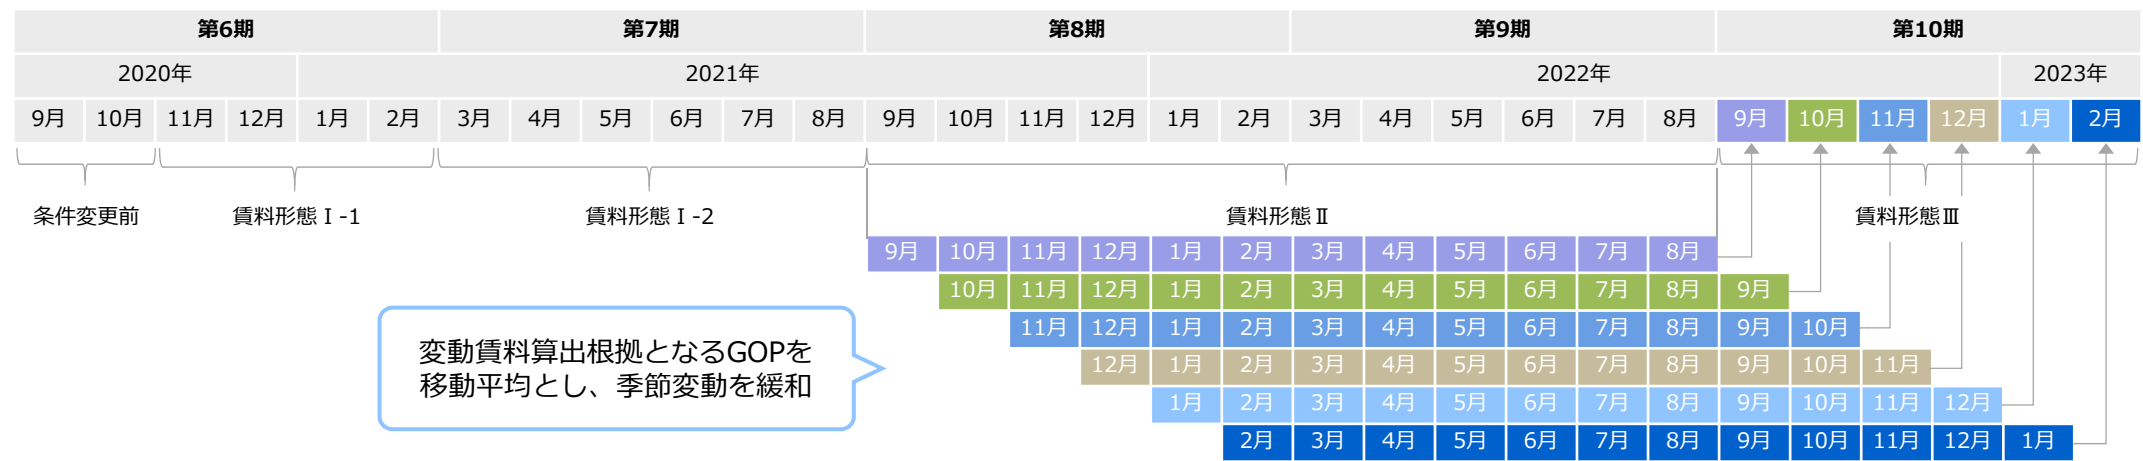 第6期 第7期 第8期 第9期 第10期
2020年 2021年 2022年 2023年
9月 10月 11月 12月 1月 2月 3月 4月 5月 6月 7月 8月 9月 10月 11月 12月 1月 2月 3月 4月 5月 6月 7月 8月 9月 10月 11月 12月 1月 2月
条件変更前 賃料形態Ⅰ-1 賃料形態Ⅰ-2 賃料形態Ⅱ 賃料形態Ⅲ
9月 10月 11月 12月 1月 2月 3月 4月 5月 6月 7月 8月
10月 11月 12月 1月 2月 3月 4月 5月 6月 7月 8月 9月
11月 12月 1月 2月 3月 4月 5月 6月 7月 8月 9月 10月
12月 1月 2月 3月 4月 5月 6月 7月 8月 9月 10月 11月
1月 2月 3月 4月 5月 6月 7月 8月 9月 10月 11月 12月
2月 3月 4月 5月 6月 7月 8月 9月 10月 11月 12月 1月
変動賃料算出根拠となるGOPを
移動平均とし、季節変動を緩和